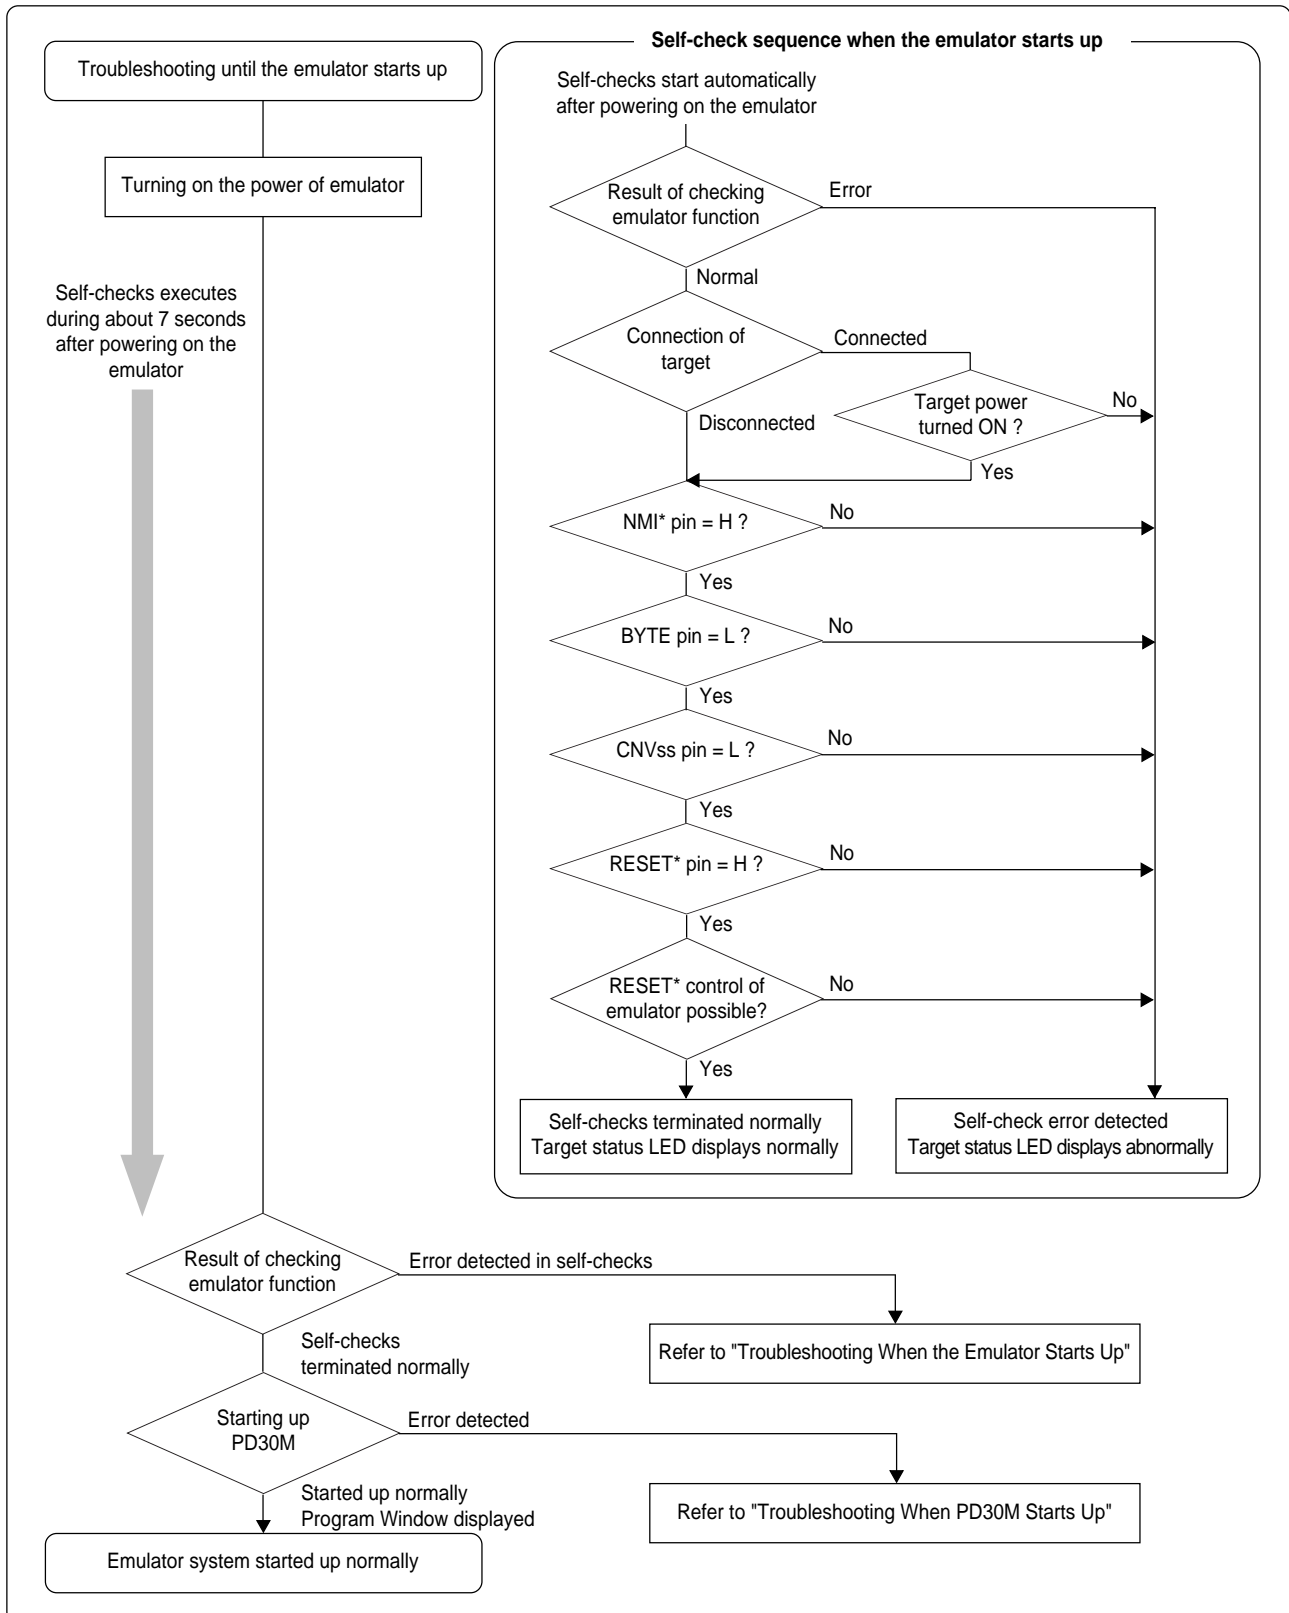 Troubleshooting until the emulator starts up
Turning on the power of emulator
Self-checks executes
during about 7 seconds
after powering on the
emulator
Self-check sequence when the emulator starts up
Self-checks start automatically
after powering on the emulator
Result of checking
emulator function
Error
Normal
Connection of
target
Connected
Disconnected
Target power
turned ON ?
No
Yes
NMI* pin = H ?
No
Yes
BYTE pin = L ?
No
Yes
CNVss pin = L ?
No
Yes
RESET* pin = H ?
No
Yes
RESET* control of
emulator possible?
No
Yes
Self-checks terminated normally
Target status LED displays normally
Self-check error detected
Target status LED displays abnormally
Result of checking
emulator function
Error detected in self-checks
Refer to "Troubleshooting When the Emulator Starts Up"
Self-checks
terminated normally
Starting up
PD30M
Error detected
Refer to "Troubleshooting When PD30M Starts Up"
Started up normally
Program Window displayed
Emulator system started up normally